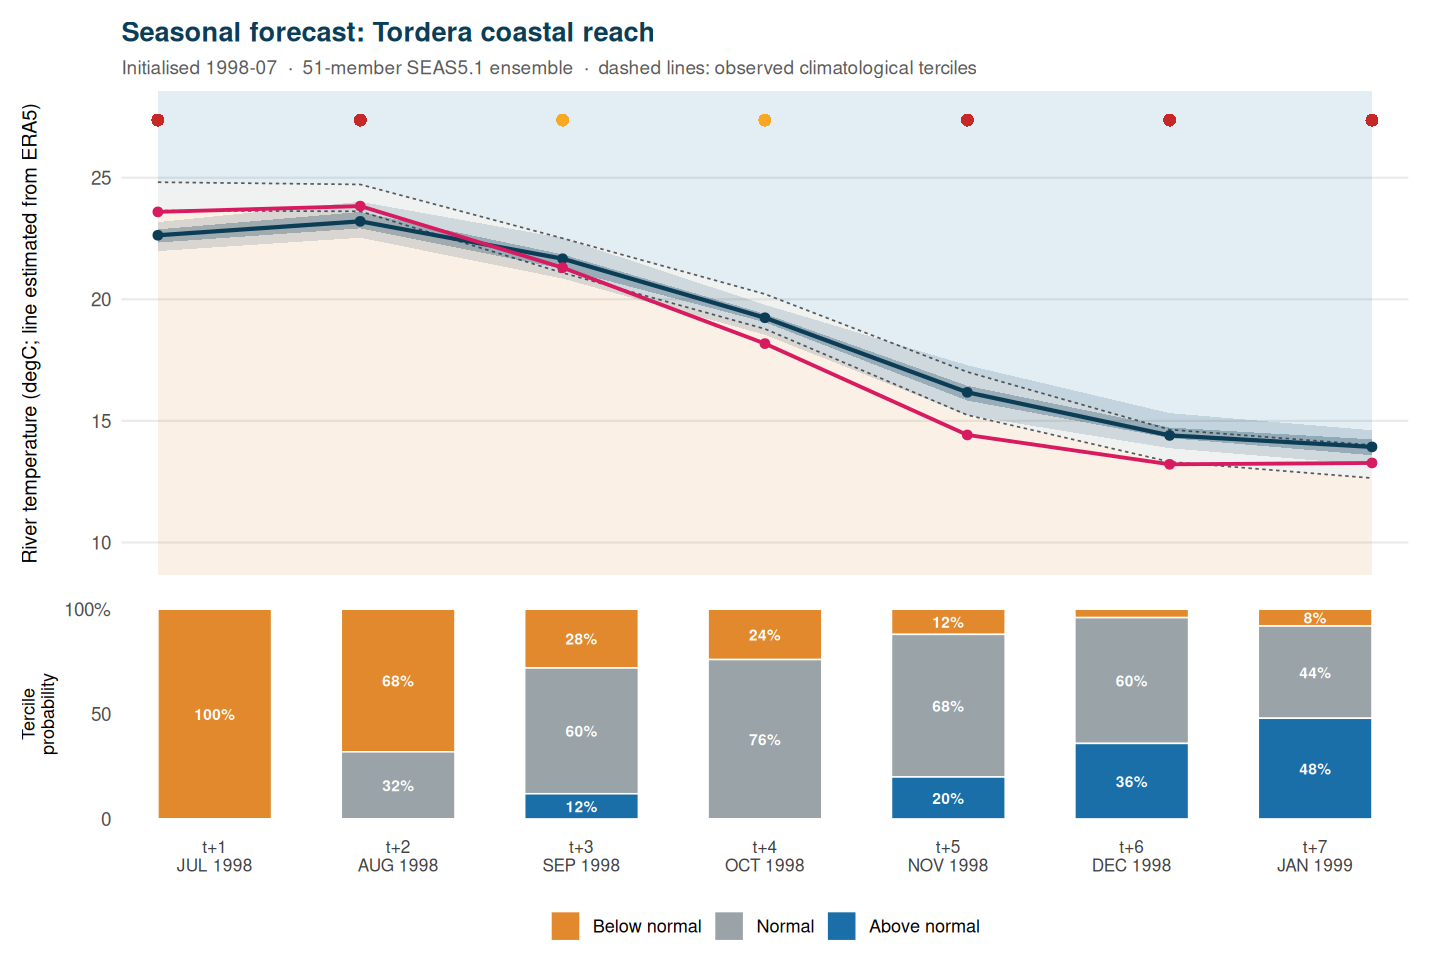 Seasonal forecast: Tordera coastal reach
Initialised 1998-07 · 51-member SEAS5.1 ensemble · dashed lines: observed climatological terciles
River temperature (degC; line estimated from ERA5)
25
20
15
10
Tercile
probability
100%
50
0
100%
68%
32%
28%
60%
12%
24%
76%
12%
68%
20%
60%
36%
8%
44%
48%
t+1
JUL 1998
t+2
AUG 1998
t+3
SEP 1998
t+4
OCT 1998
t+5
NOV 1998
t+6
DEC 1998
t+7
JAN 1999
Below normal
Normal
Above normal